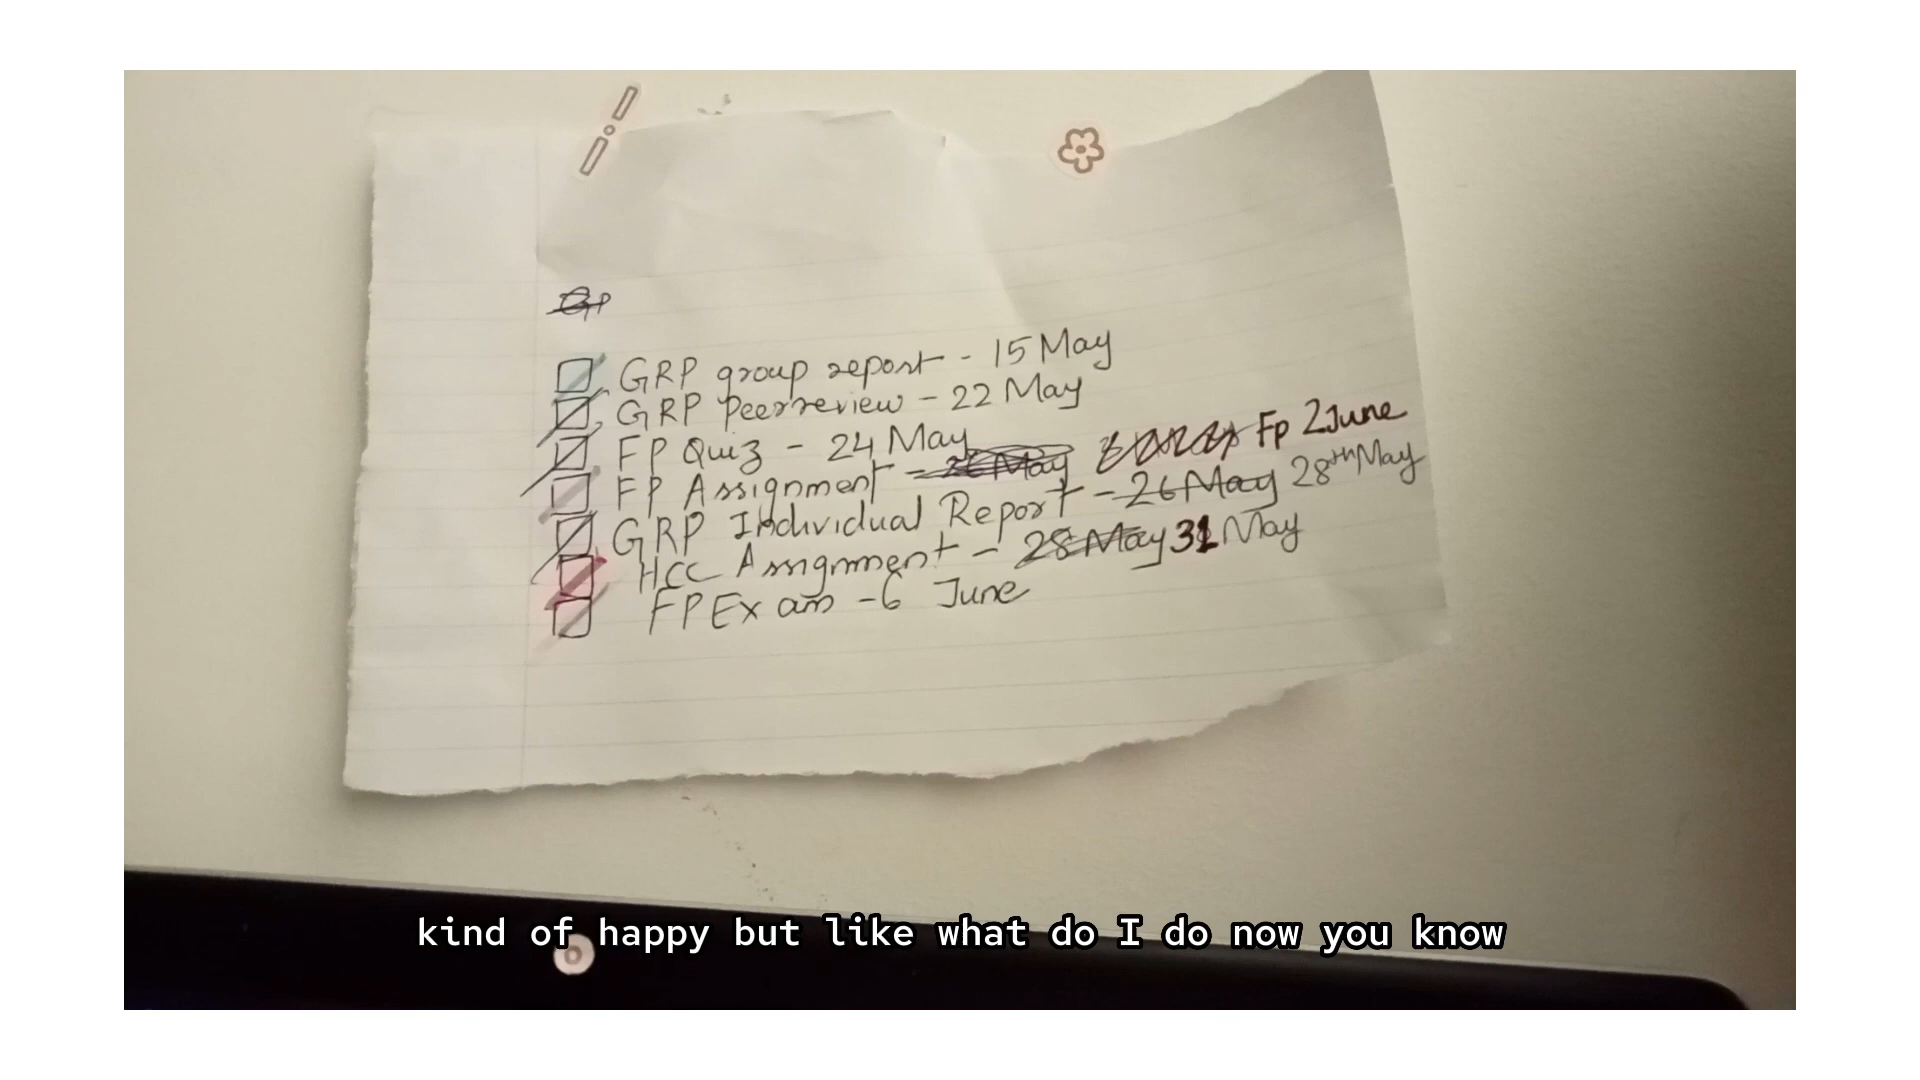 GP
GRP group report - 15 May
GRP peerreview - 22 May
FP Quiz - 24 May
FP Assignment - 26 May Fp 2 June
GRP Individual Report - 26 May 28th May
HCC Assignment - 28 May 31 May
FP Exam - 6 June
kind of happy but like what do I do now you know